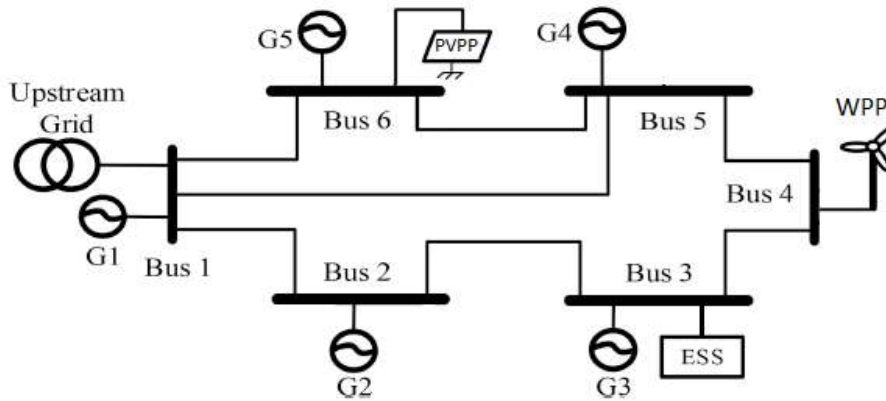 G5
PVPP
G4
Upstream
Grid
Bus 6
Bus 5
WPP
G1
Bus 1
Bus 4
Bus 2
Bus 3
G2
G3
ESS